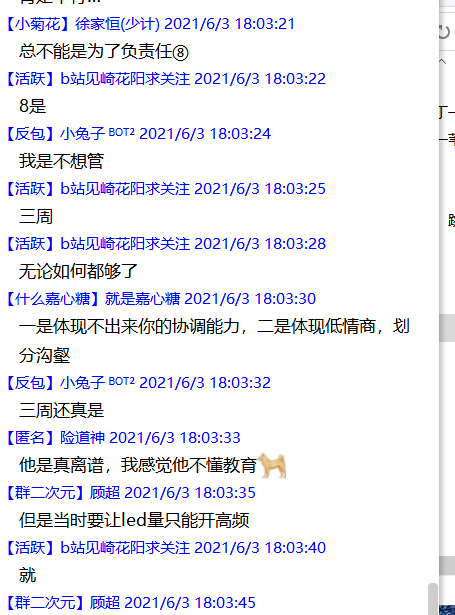 【小菊花】徐家恒(少计) 2021/6/3 18:03:21
总不能是为了负责任⑧
【活跃】b站见崎花阳求关注 2021/6/3 18:03:22
8是
【反包】小兔子 ᴮᴼᵀ² 2021/6/3 18:03:24
我是不想管
【活跃】b站见崎花阳求关注 2021/6/3 18:03:25
三周
【活跃】b站见崎花阳求关注 2021/6/3 18:03:28
无论如何都够了
【什么嘉心糖】就是嘉心糖 2021/6/3 18:03:30
一是体现不出来你的协调能力，二是体现低情商，划
分沟壑
【反包】小兔子 ᴮᴼᵀ² 2021/6/3 18:03:32
三周还真是
【匿名】险道神 2021/6/3 18:03:33
他是真离谱，我感觉他不懂教育
【群二次元】顾超 2021/6/3 18:03:35
但是当时要让led量只能开高频
【活跃】b站见崎花阳求关注 2021/6/3 18:03:40
就
【群二次元】顾超 2021/6/3 18:03:45